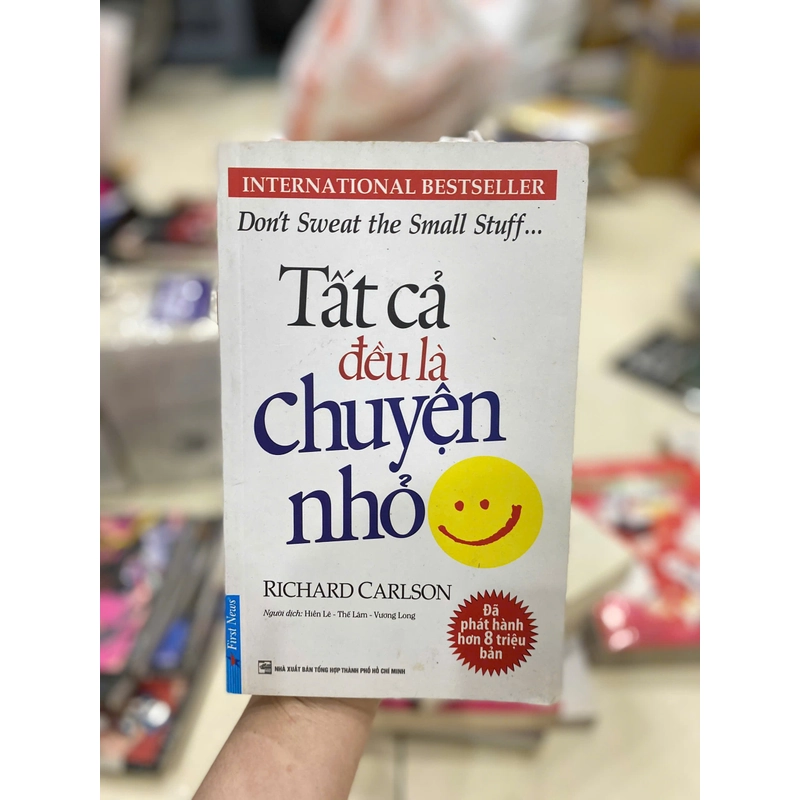 INTERNATIONAL BESTSELLER
Don't Sweat the Small Stuff...
Tất cả
đều là
chuyện
nhỏ
RICHARD CARLSON
Người dịch: Hiền Lê - Thế Lâm - Vương Long
Đã
phát hành
hơn 8 triệu
bản
First News
NHÀ XUẤT BẢN TỔNG HỢP THÀNH PHỐ HỒ CHÍ MINH